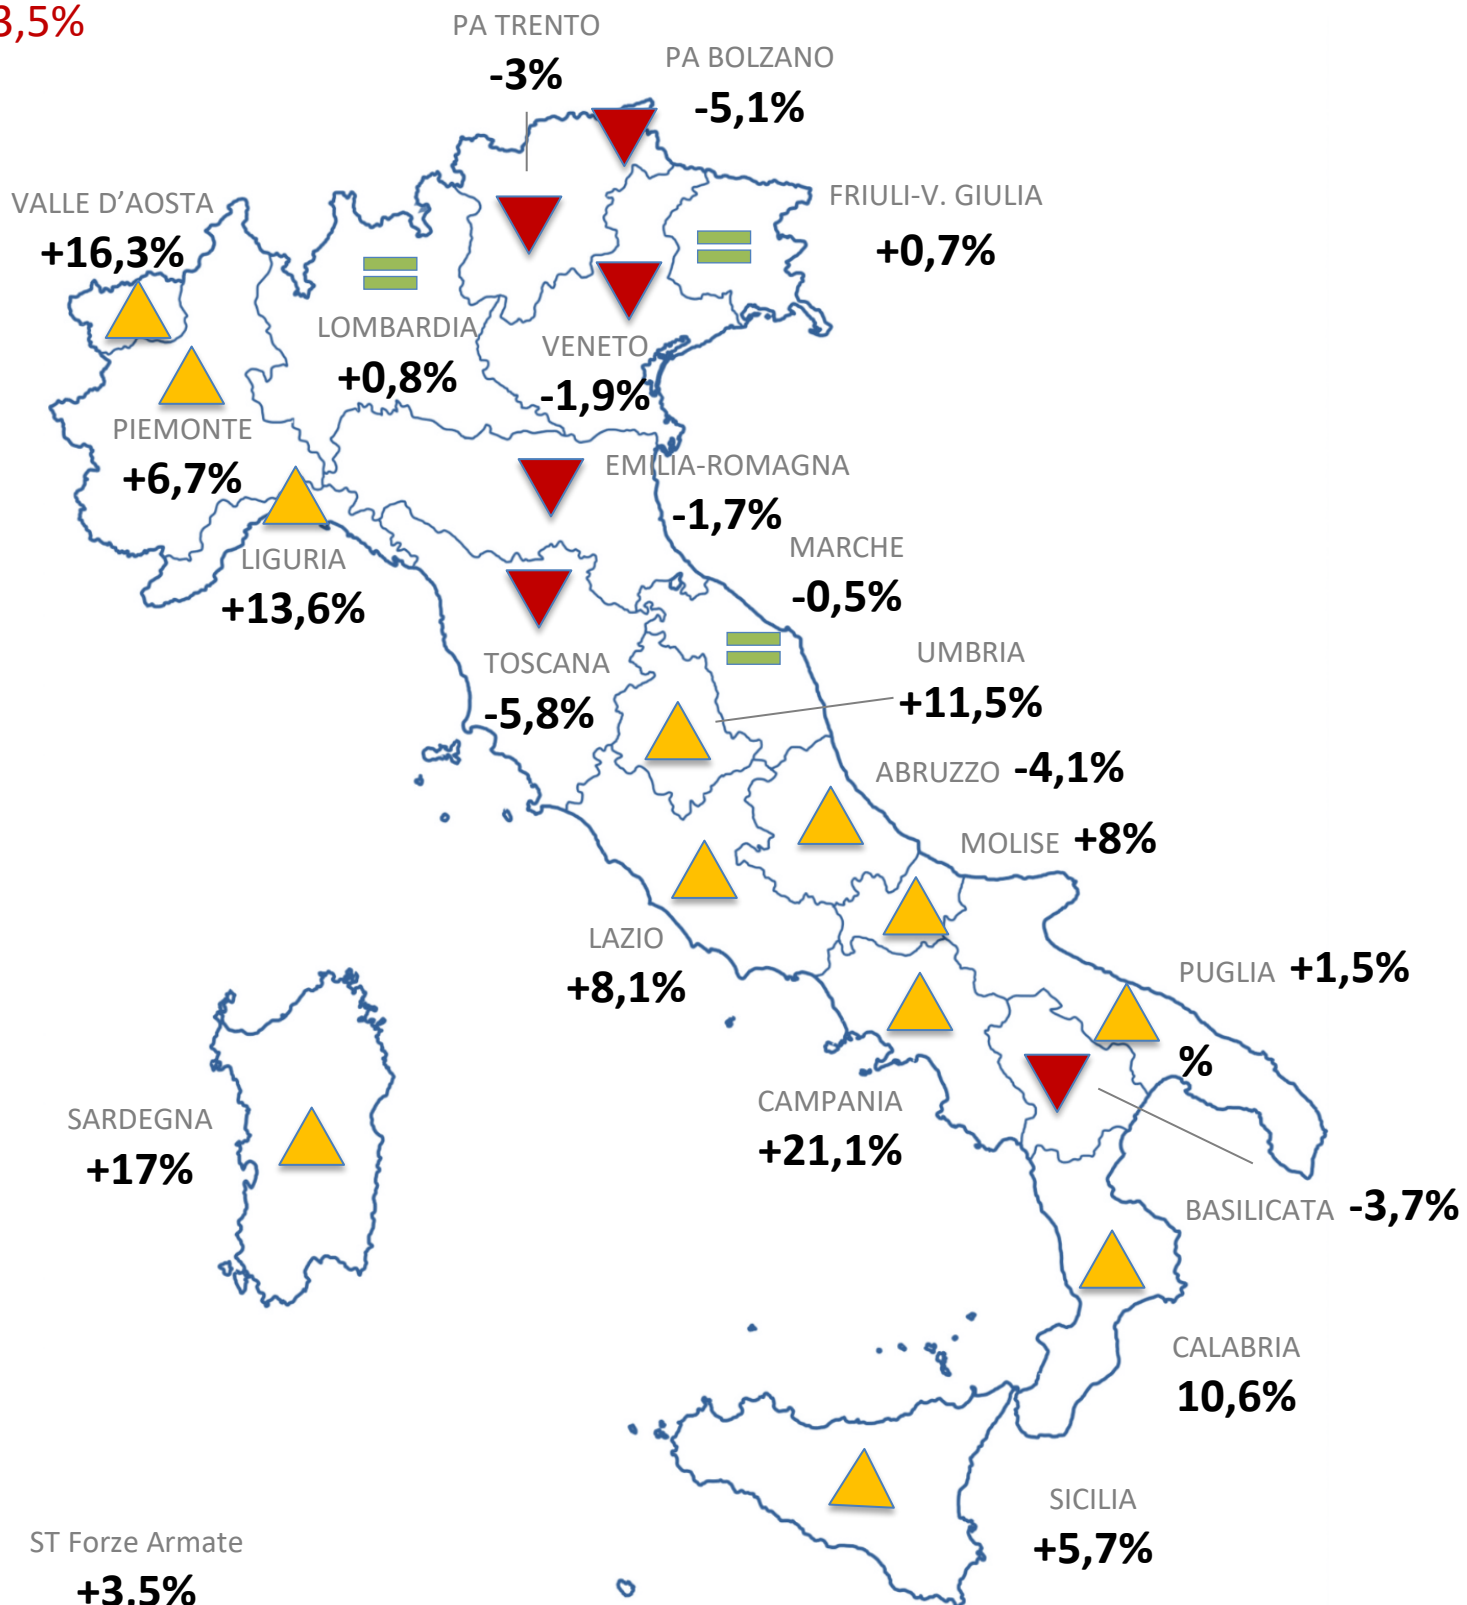 3,5%
PA TRENTO
-3%
PA BOLZANO
-5,1%
VALLE D’AOSTA
+16,3%
FRIULI-V. GIULIA
+0,7%
LOMBARDIA
+0,8%
VENETO
-1,9%
PIEMONTE
+6,7%
EMILIA-ROMAGNA
-1,7%
LIGURIA
+13,6%
MARCHE
-0,5%
TOSCANA
-5,8%
UMBRIA
+11,5%
ABRUZZO -4,1%
MOLISE +8%
LAZIO
+8,1%
PUGLIA +1,5%
%
CAMPANIA
+21,1%
SARDEGNA
+17%
BASILICATA -3,7%
CALABRIA
10,6%
SICILIA
+5,7%
ST Forze Armate
+3,5%